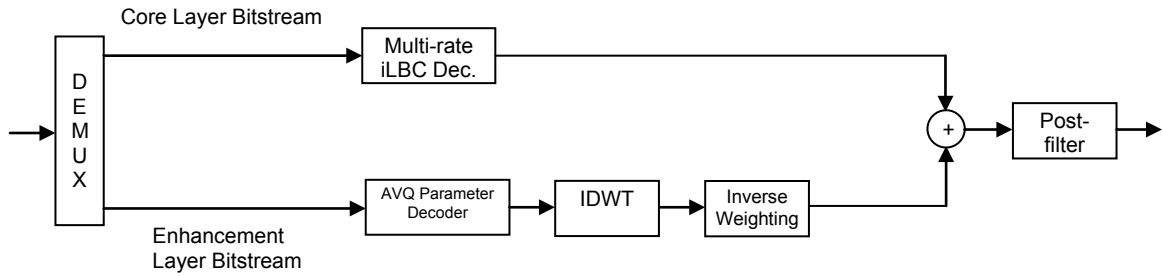 Core Layer Bitstream
D
E
M
U
X
Multi-rate
iLBC Dec.
+
Post-
filter
AVQ Parameter
Decoder
IDWT
Inverse
Weighting
Enhancement
Layer Bitstream